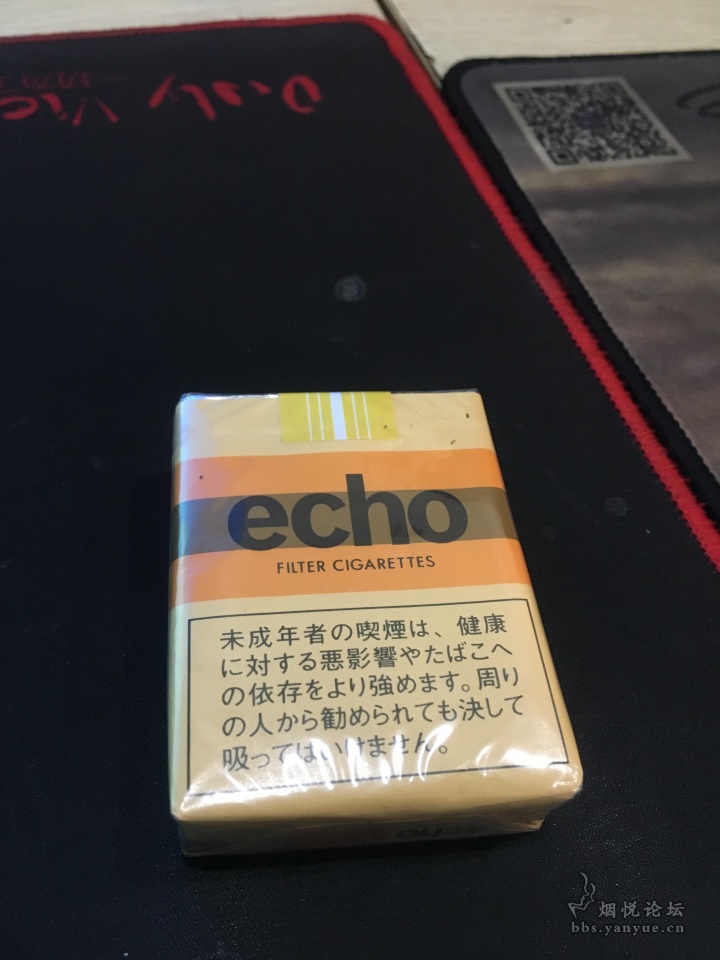 Dusty Vic
echo
FILTER CIGARETTES
未成年者の喫煙は、健康
に対する悪影響やたばこへ
の依存をより強めます。周り
の人から勧められても決して
吸ってはいけません。
echo
烟悦论坛
bbs.yanyue.cn